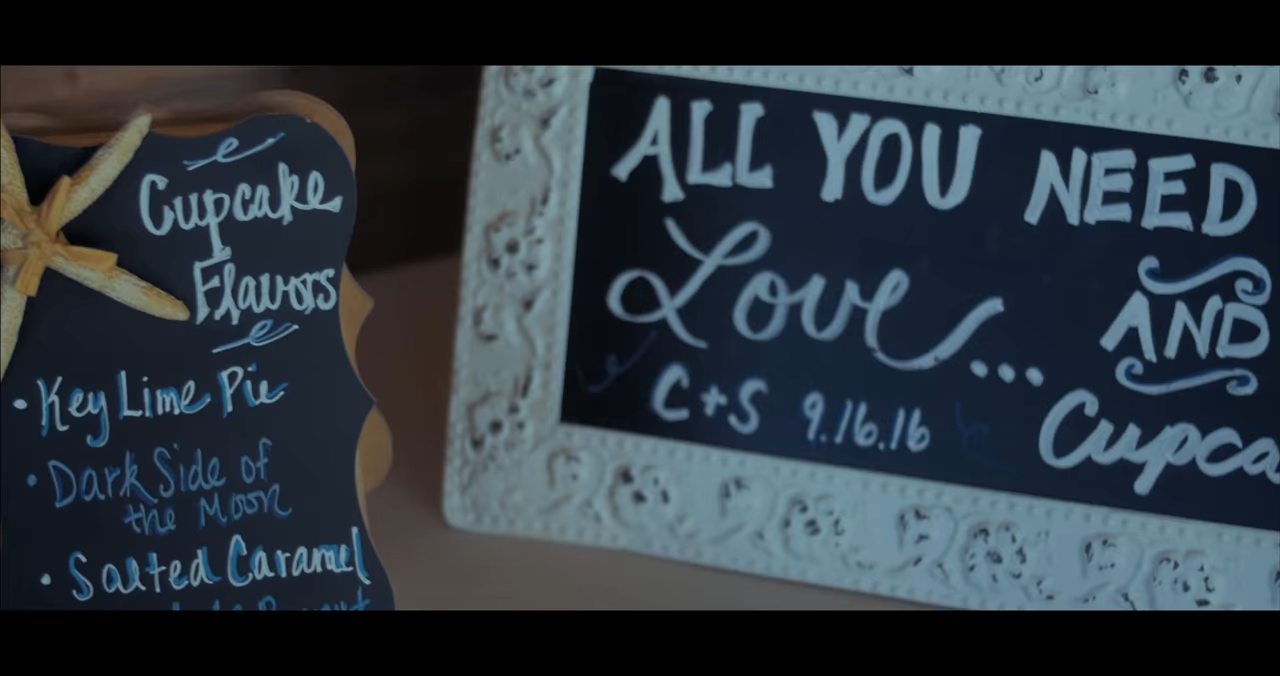 Cupcake
Flavors
• Key Lime Pie
• Dark Side of
the Moon
• Salted Caramel
ALL YOU NEED
Love...
AND
C+S 9.16.16
Cupca